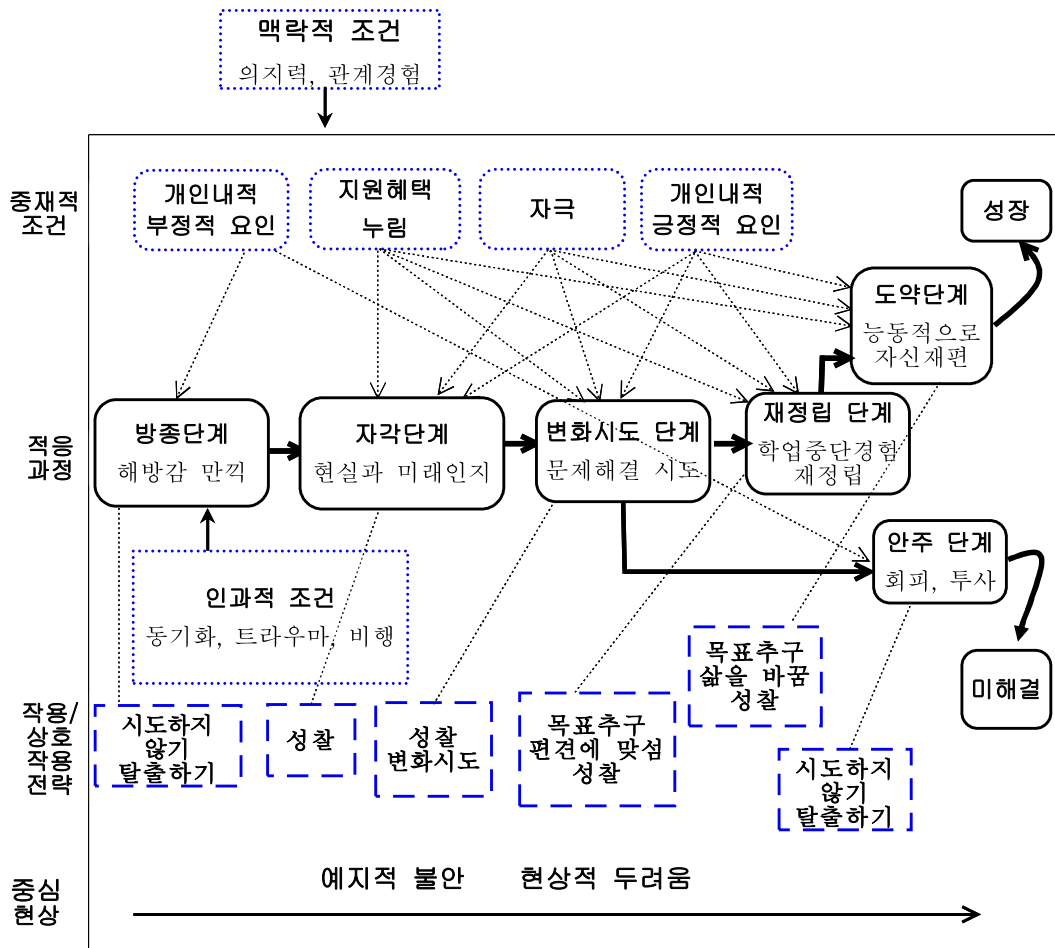 맥락적 조건
의지력, 관계경험
중재적
조건
개인내적
부정적 요인
지원혜택
누림
자극
개인내적
긍정적 요인
성장
도약단계
능동적으로
자신재편
적응
과정
방종단계
해방감 만끽
자각단계
현실과 미래인지
변화시도 단계
문제해결 시도
재정립 단계
학업중단경험
재정립
안주 단계
회피, 투사
인과적 조건
동기화, 트라우마, 비행
미해결
작용/
상호
작용
전략
시도하지
않기
탈출하기
성찰
성찰
변화시도
목표추구
편견에 맞섬
성찰
목표추구
삶을 바꿈
성찰
시도하지
않기
탈출하기
중심
현상
예지적 불안 현상적 두려움